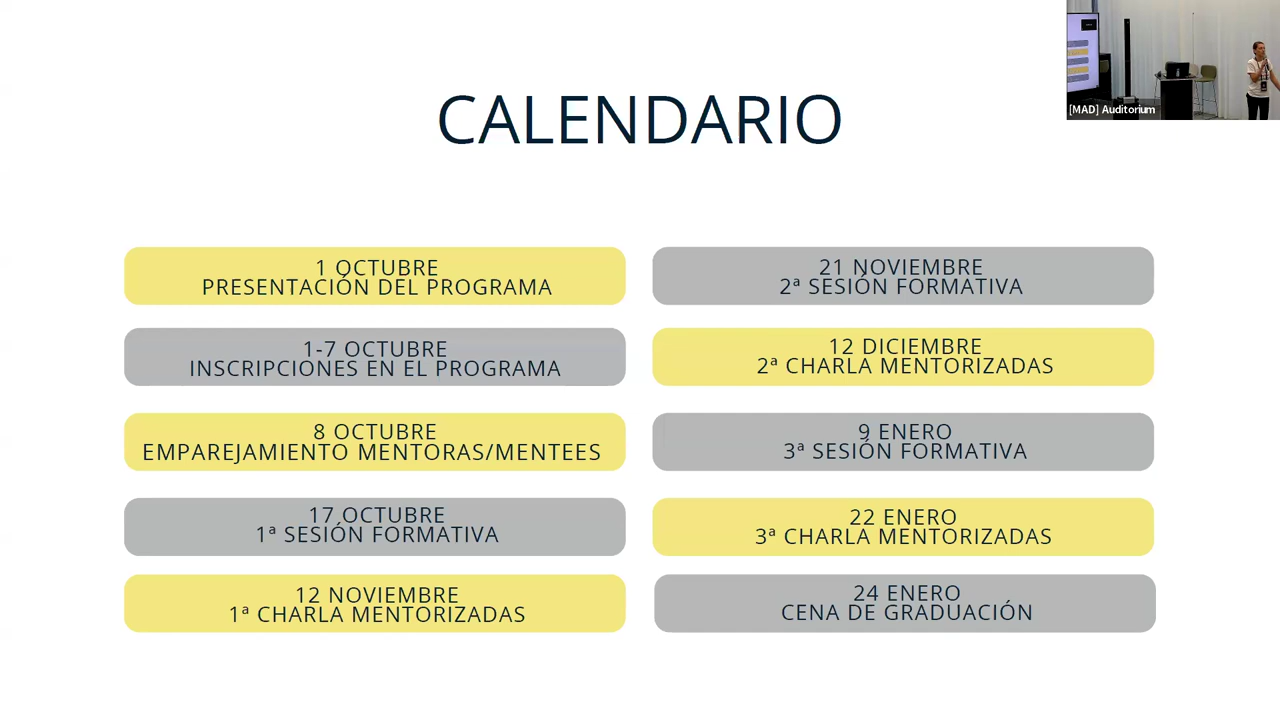 CALENDARIO
1 OCTUBRE
PRESENTACIÓN DEL PROGRAMA
1-7 OCTUBRE
INSCRIPCIONES EN EL PROGRAMA
8 OCTUBRE
EMPAREJAMIENTO MENTORAS/MENTEES
17 OCTUBRE
1ª SESIÓN FORMATIVA
12 NOVIEMBRE
1ª CHARLA MENTORIZADAS
21 NOVIEMBRE
2ª SESIÓN FORMATIVA
12 DICIEMBRE
2ª CHARLA MENTORIZADAS
9 ENERO
3ª SESIÓN FORMATIVA
22 ENERO
3ª CHARLA MENTORIZADAS
24 ENERO
CENA DE GRADUACIÓN
[MAD] Auditorium